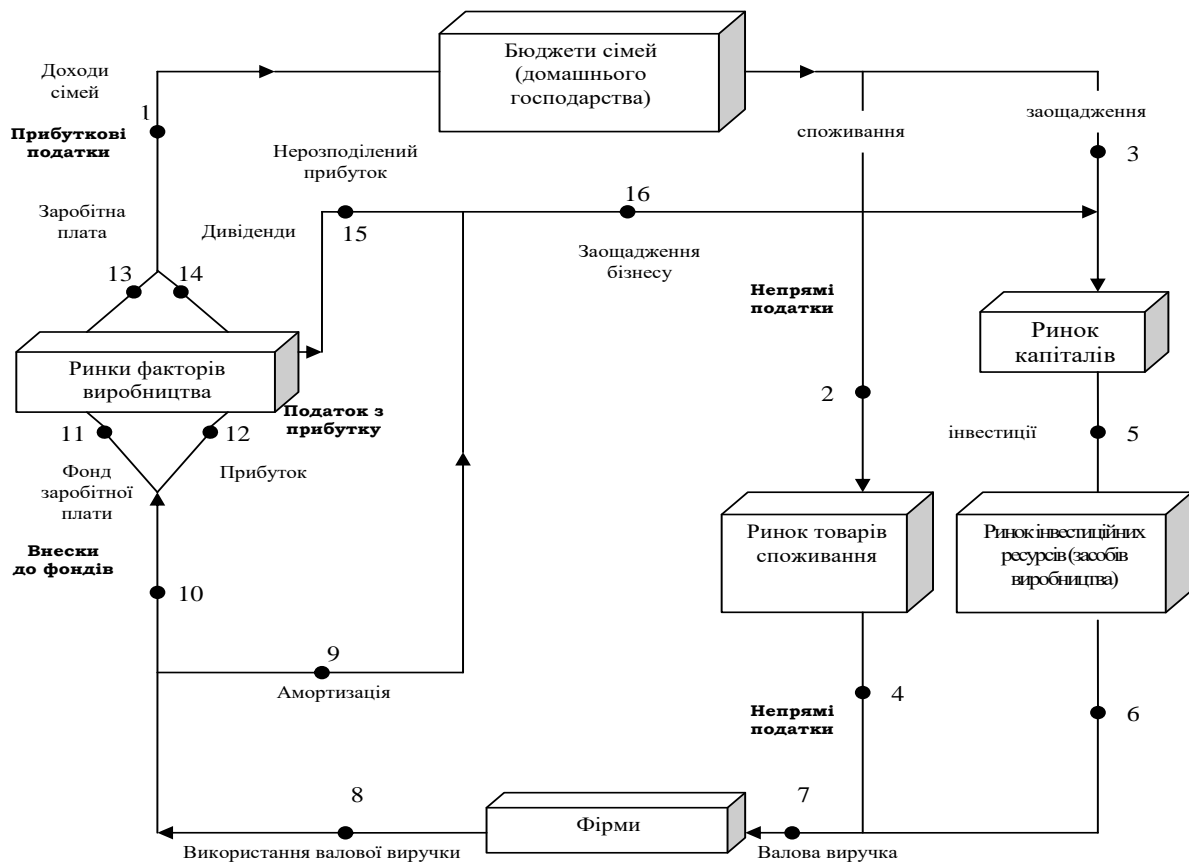 Бюджети сімей
(домашнього
господарства)
Доходи
сімей
1
Прибуткові
податки
споживання
заощадження
3
Нерозподілений
прибуток
16
Заробітна
плата
Дивіденди
15
Заощадження
бізнесу
13
14
Непрямі
податки
Ринок
капіталів
Ринки факторів
виробництва
2
Податок з
прибутку
11
12
інвестиції
5
Фонд
заробітної
плати
Прибуток
Ринок товарів
споживання
Ринок інвестиційних
ресурсів (засобів
виробництва)
Внески
до фондів
10
9
Амортизація
4
Непрямі
податки
6
8
7
Фірми
Використання валової виручки
Валова виручка